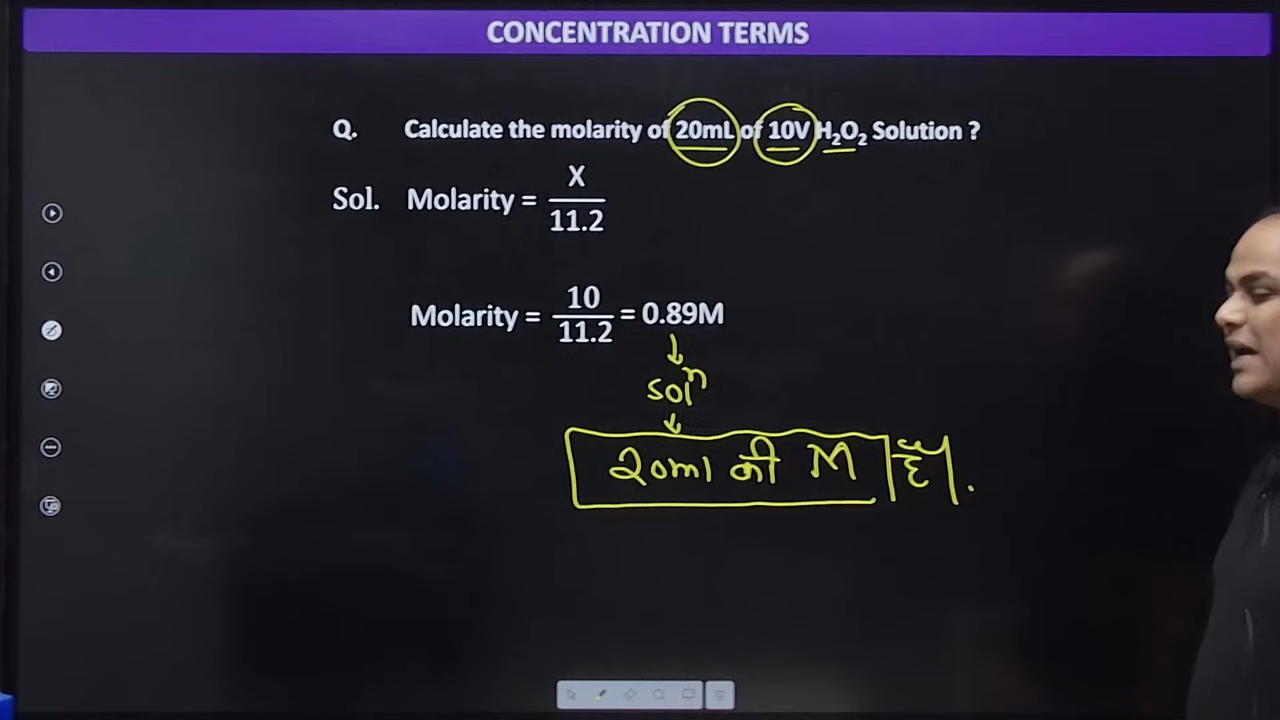 CONCENTRATION TERMS
Q. Calculate the molarity of 20mL of 10V H₂O₂ Solution ?
Sol. Molarity = X / 11.2
Molarity = 10 / 11.2 = 0.89M
↓
solⁿ
↓
20ml की M है।.